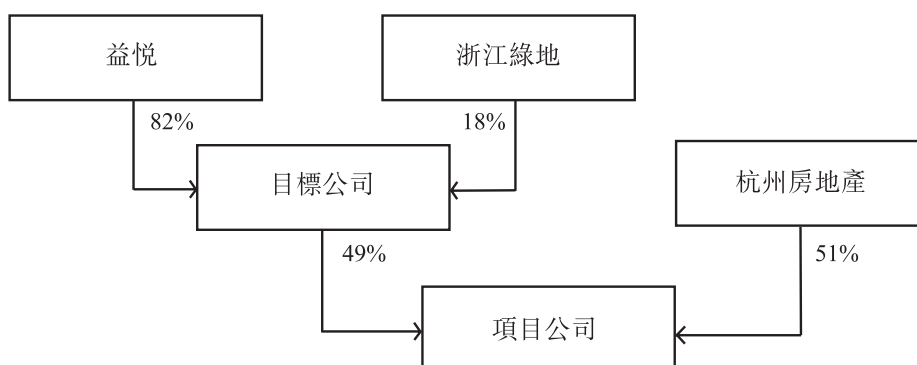 益悦
浙江綠地
82%
18%
目標公司
杭州房地產
49%
51%
項目公司